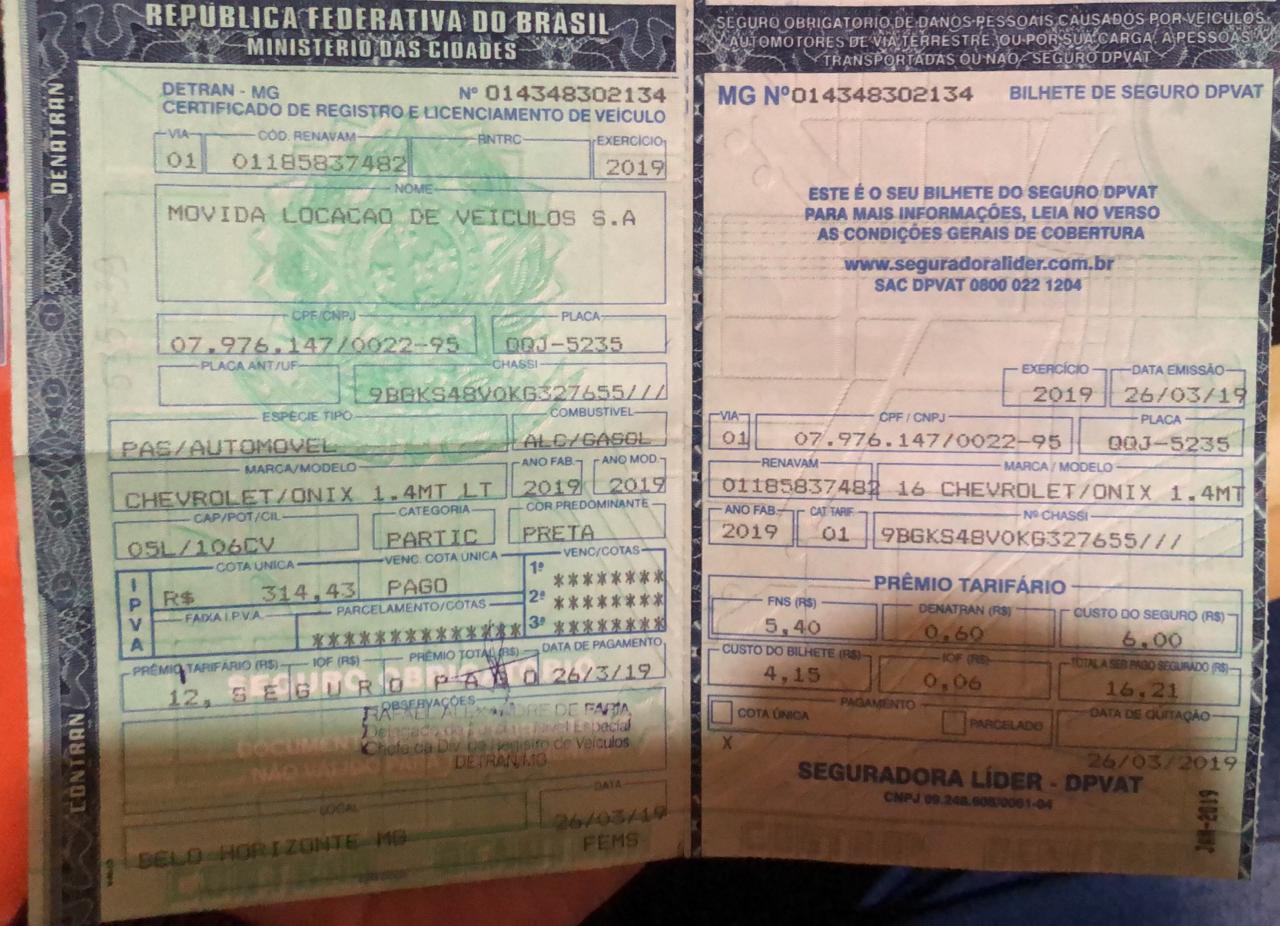 REPÚBLICA FEDERATIVA DO BRASIL
MINISTÉRIO DAS CIDADES
DENATRAN
CONTRAN
DETRAN - MG Nº 014348302134
CERTIFICADO DE REGISTRO E LICENCIAMENTO DE VEÍCULO
VIA CÓD. RENAVAM RNTRC EXERCÍCIO
01 01185837482 2019
NOME
MOVIDA LOCACAO DE VEICULOS S.A
CPF/CNPJ PLACA
07.976.147/0022-95 QQJ-5235
PLACA ANT/UF CHASSI
9BGKS48V0KG327655///
ESPÉCIE TIPO COMBUSTÍVEL
PAS/AUTOMOVEL ALC/GASOL
MARCA/MODELO ANO FAB. ANO MOD.
CHEVROLET/ONIX 1.4MT LT 2019 2019
CAP/POT/CIL CATEGORIA COR PREDOMINANTE
05L/106CV PARTIC PRETA
IPVA
COTA ÚNICA VENC. COTA ÚNICA VENC/COTAS
R$ 314,43 PAGO
1ª ********
2ª ********
3ª ********
FAIXA I.P.V.A. PARCELAMENTO/COTAS
***************
PRÊMIO TARIFÁRIO (R$) IOF (R$) PRÊMIO TOTAL (R$) DATA DE PAGAMENTO
12, SEGURO PAGO 26/3/19
SEGURO OBRIGATÓRIO
OBSERVAÇÕES
RAFAEL ALEXANDRE DE FARIA
Delegado de Nível Especial
Chefe da Div. de Registro de Veículos
DETRAN/MG
LOCAL DATA
BELO HORIZONTE MG 26/03/19
FEMS
SEGURO OBRIGATÓRIO DE DANOS PESSOAIS CAUSADOS POR VEÍCULOS
AUTOMOTORES DE VIA TERRESTRE, OU POR SUA CARGA, A PESSOAS
TRANSPORTADAS OU NÃO - SEGURO DPVAT
MG Nº 014348302134 BILHETE DE SEGURO DPVAT
ESTE É O SEU BILHETE DO SEGURO DPVAT
PARA MAIS INFORMAÇÕES, LEIA NO VERSO
AS CONDIÇÕES GERAIS DE COBERTURA
www.seguradoralider.com.br
SAC DPVAT 0800 022 1204
EXERCÍCIO DATA EMISSÃO
2019 26/03/19
VIA CPF / CNPJ PLACA
01 07.976.147/0022-95 QQJ-5235
RENAVAM MARCA / MODELO
01185837482 16 CHEVROLET/ONIX 1.4MT
ANO FAB. CAT TARIF. Nº CHASSI
2019 01 9BGKS48V0KG327655///
PRÊMIO TARIFÁRIO
FNS (R$) DENATRAN (R$) CUSTO DO SEGURO (R$)
5,40 0,60 6,00
CUSTO DO BILHETE (R$) IOF (R$) TOTAL A SER PAGO SEGURADO (R$)
4,15 0,06 16,21
PAGAMENTO
COTA ÚNICA PARCELADO DATA DE QUITAÇÃO
X 26/03/2019
SEGURADORA LÍDER - DPVAT
CNPJ 09.248.608/0001-04
JAN-2019